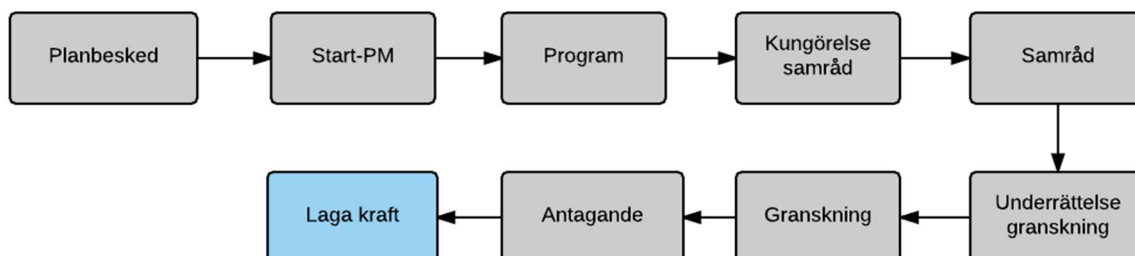 Planbesked
Start-PM
Program
Kungörelse
samråd
Samråd
Underrättelse
granskning
Granskning
Antagande
Laga kraft